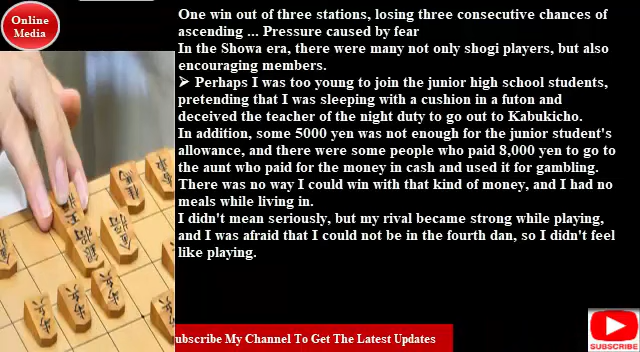 Online
Media
One win out of three stations, losing three consecutive chances of
ascending ... Pressure caused by fear
In the Showa era, there were many not only shogi players, but also
encouraging members.
➤ Perhaps I was too young to join the junior high school students,
pretending that I was sleeping with a cushion in a futon and
deceived the teacher of the night duty to go out to Kabukicho.
In addition, some 5000 yen was not enough for the junior student's
allowance, and there were some people who paid 8,000 yen to go to
the aunt who paid for the money in cash and used it for gambling.
There was no way I could win with that kind of money, and I had no
meals while living in.
I didn't mean seriously, but my rival became strong while playing,
and I was afraid that I could not be in the fourth dan, so I didn't feel
like playing.
ubscribe My Channel To Get The Latest Updates
SUBSCRIBE